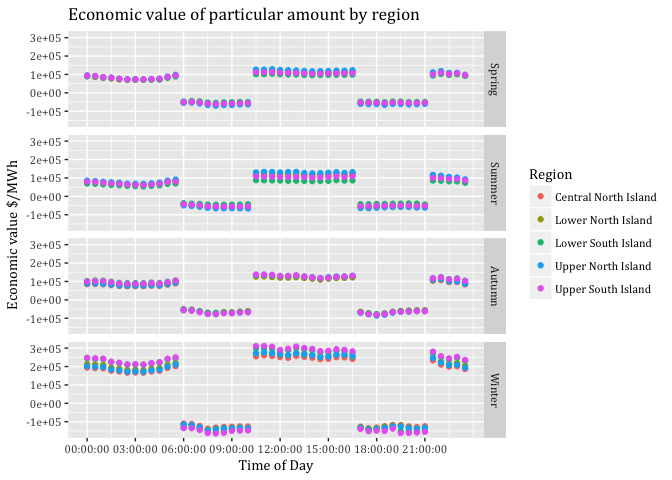 Economic value of particular amount by region
Economic value $/MWh
3e+05
2e+05
1e+05
0e+00
-1e+05
Spring
3e+05
2e+05
1e+05
0e+00
-1e+05
Summer
3e+05
2e+05
1e+05
0e+00
-1e+05
Autumn
3e+05
2e+05
1e+05
0e+00
-1e+05
Winter
00:00:00 03:00:00 06:00:00 09:00:00 12:00:00 15:00:00 18:00:00 21:00:00
Time of Day
Region
Central North Island
Lower North Island
Lower South Island
Upper North Island
Upper South Island